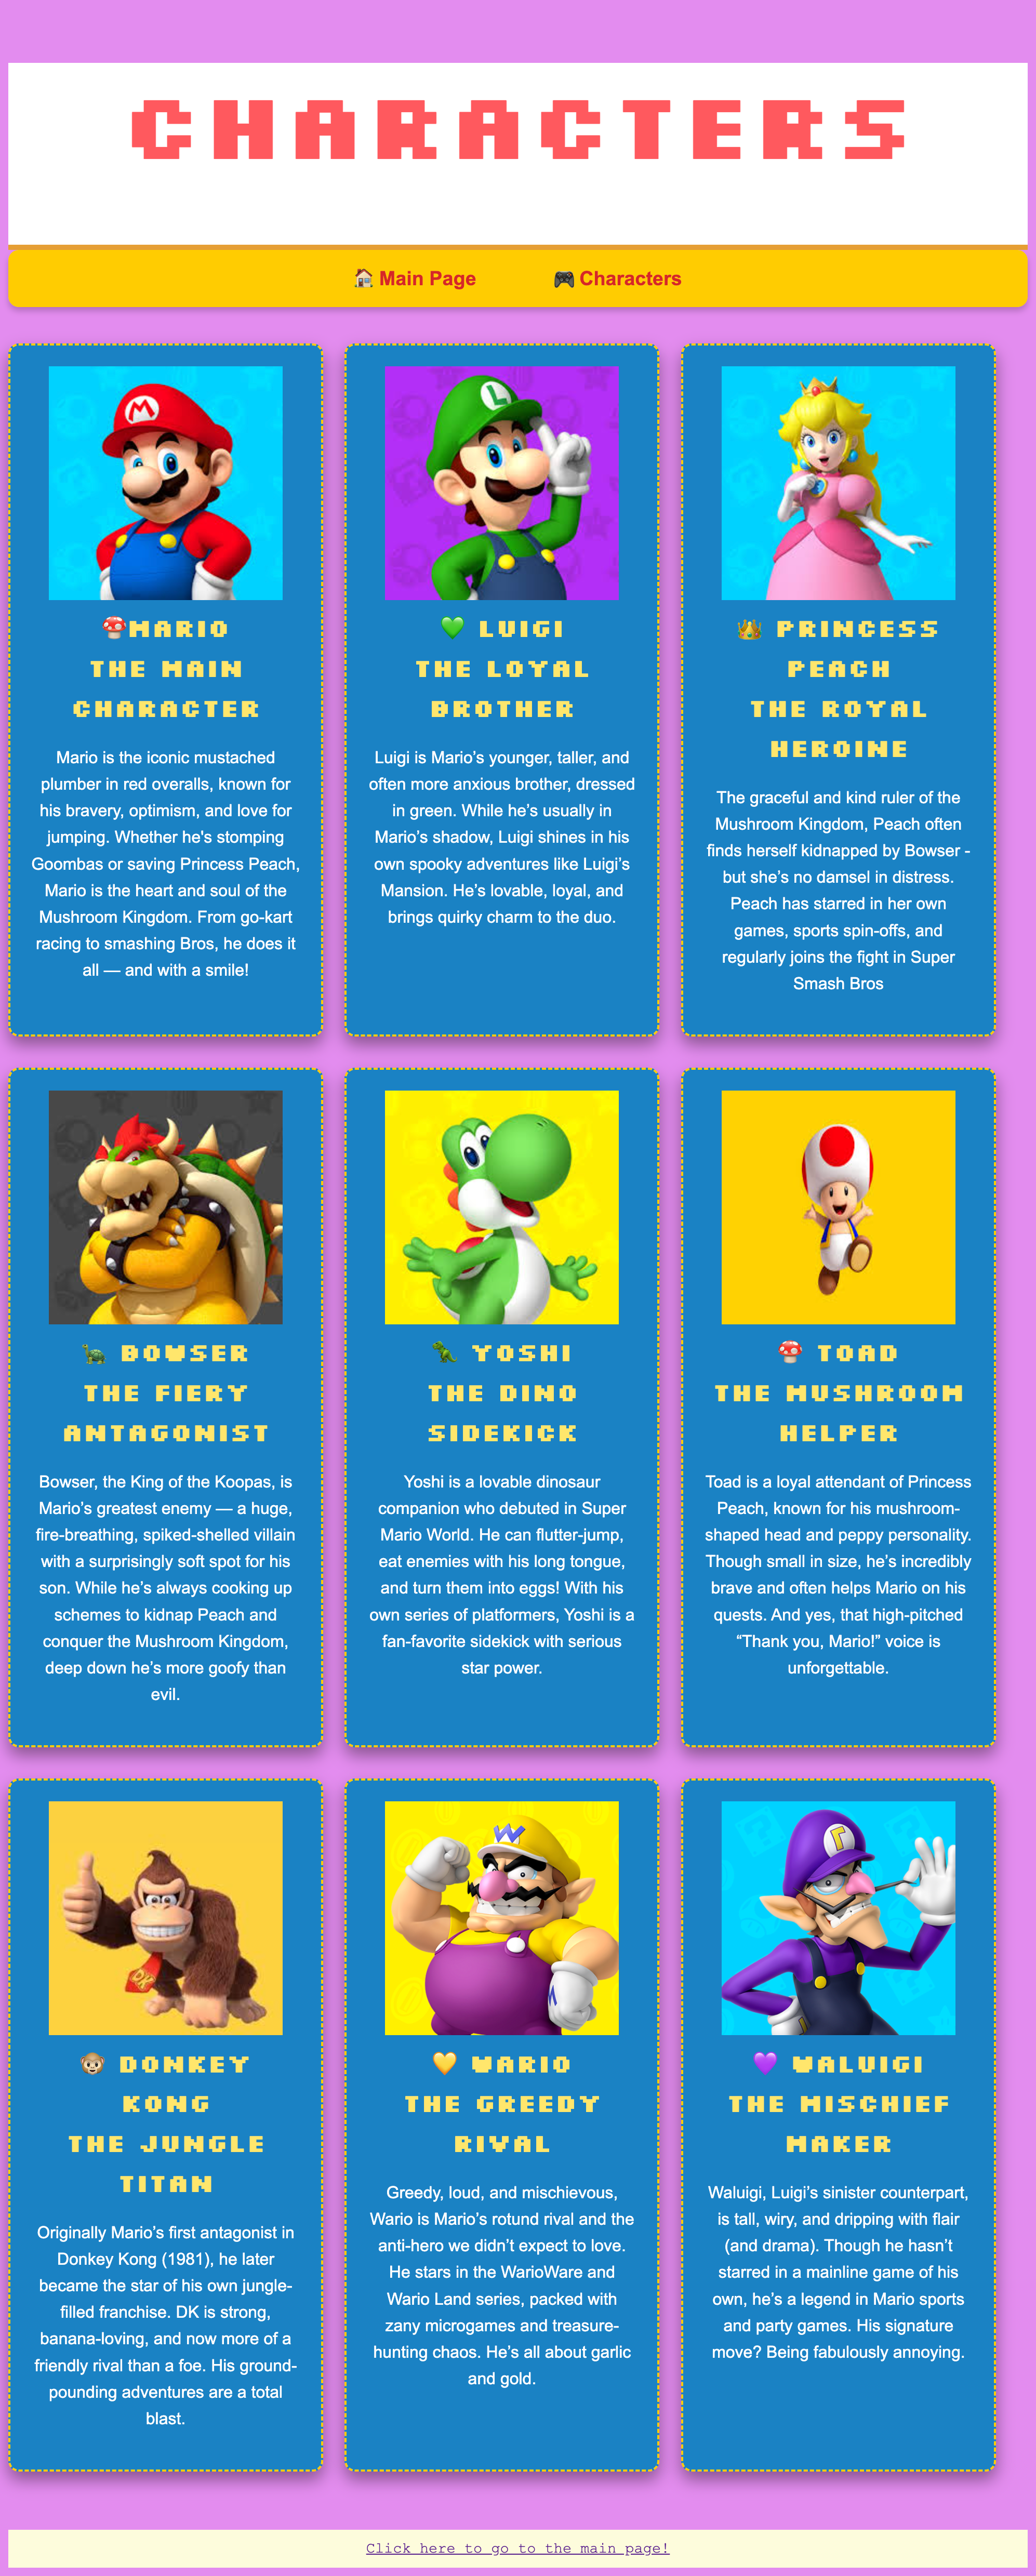 CHARACTERS
🏠 Main Page 🎮 Characters
🍄MARIO
THE MAIN
CHARACTER
Mario is the iconic mustached
plumber in red overalls, known for
his bravery, optimism, and love for
jumping. Whether he's stomping
Goombas or saving Princess Peach,
Mario is the heart and soul of the
Mushroom Kingdom. From go-kart
racing to smashing Bros, he does it
all — and with a smile!
💚 LUIGI
THE LOYAL
BROTHER
Luigi is Mario’s younger, taller, and
often more anxious brother, dressed
in green. While he’s usually in
Mario’s shadow, Luigi shines in his
own spooky adventures like Luigi’s
Mansion. He’s lovable, loyal, and
brings quirky charm to the duo.
👑 PRINCESS
PEACH
THE ROYAL
HEROINE
The graceful and kind ruler of the
Mushroom Kingdom, Peach often
finds herself kidnapped by Bowser -
but she’s no damsel in distress.
Peach has starred in her own
games, sports spin-offs, and
regularly joins the fight in Super
Smash Bros
🐢 BOWSER
THE FIERY
ANTAGONIST
Bowser, the King of the Koopas, is
Mario’s greatest enemy — a huge,
fire-breathing, spiked-shelled villain
with a surprisingly soft spot for his
son. While he’s always cooking up
schemes to kidnap Peach and
conquer the Mushroom Kingdom,
deep down he’s more goofy than
evil.
🦖 YOSHI
THE DINO
SIDEKICK
Yoshi is a lovable dinosaur
companion who debuted in Super
Mario World. He can flutter-jump,
eat enemies with his long tongue,
and turn them into eggs! With his
own series of platformers, Yoshi is a
fan-favorite sidekick with serious
star power.
🍄 TOAD
THE MUSHROOM
HELPER
Toad is a loyal attendant of Princess
Peach, known for his mushroom-
shaped head and peppy personality.
Though small in size, he’s incredibly
brave and often helps Mario on his
quests. And yes, that high-pitched
“Thank you, Mario!” voice is
unforgettable.
DK
🐵 DONKEY
KONG
THE JUNGLE
TITAN
Originally Mario’s first antagonist in
Donkey Kong (1981), he later
became the star of his own jungle-
filled franchise. DK is strong,
banana-loving, and now more of a
friendly rival than a foe. His ground-
pounding adventures are a total
blast.
💛 WARIO
THE GREEDY
RIVAL
Greedy, loud, and mischievous,
Wario is Mario’s rotund rival and the
anti-hero we didn’t expect to love.
He stars in the WarioWare and
Wario Land series, packed with
zany microgames and treasure-
hunting chaos. He’s all about garlic
and gold.
💜 WALUIGI
THE MISCHIEF
MAKER
Waluigi, Luigi’s sinister counterpart,
is tall, wiry, and dripping with flair
(and drama). Though he hasn’t
starred in a mainline game of his
own, he’s a legend in Mario sports
and party games. His signature
move? Being fabulously annoying.
Click here to go to the main page!